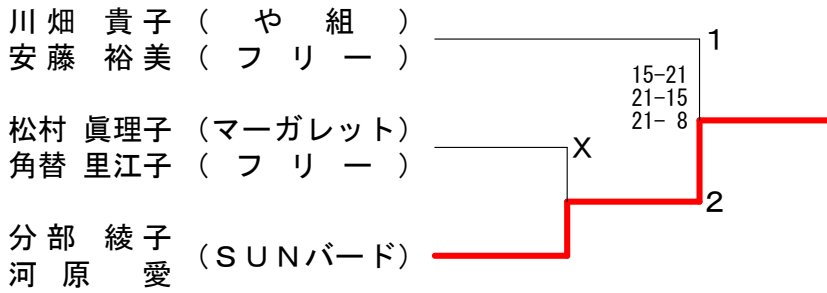 川畑 貴子 (や組)
安藤 裕美 (フリー)
1
15-21
21-15
21- 8
松村 眞理子 (マーガレット)
角替 里江子 (フリー)
X
2
分部 綾子
河原 愛
(SUNバード)